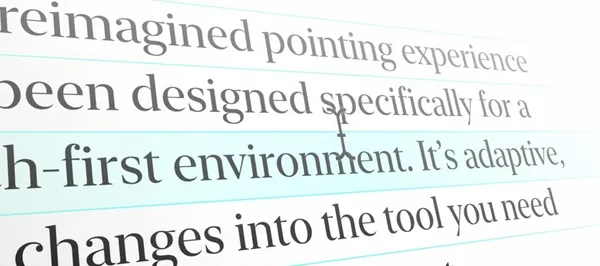 reimagined pointing experience
been designed specifically for a
h-first environment. It's adaptive,
changes into the tool you need